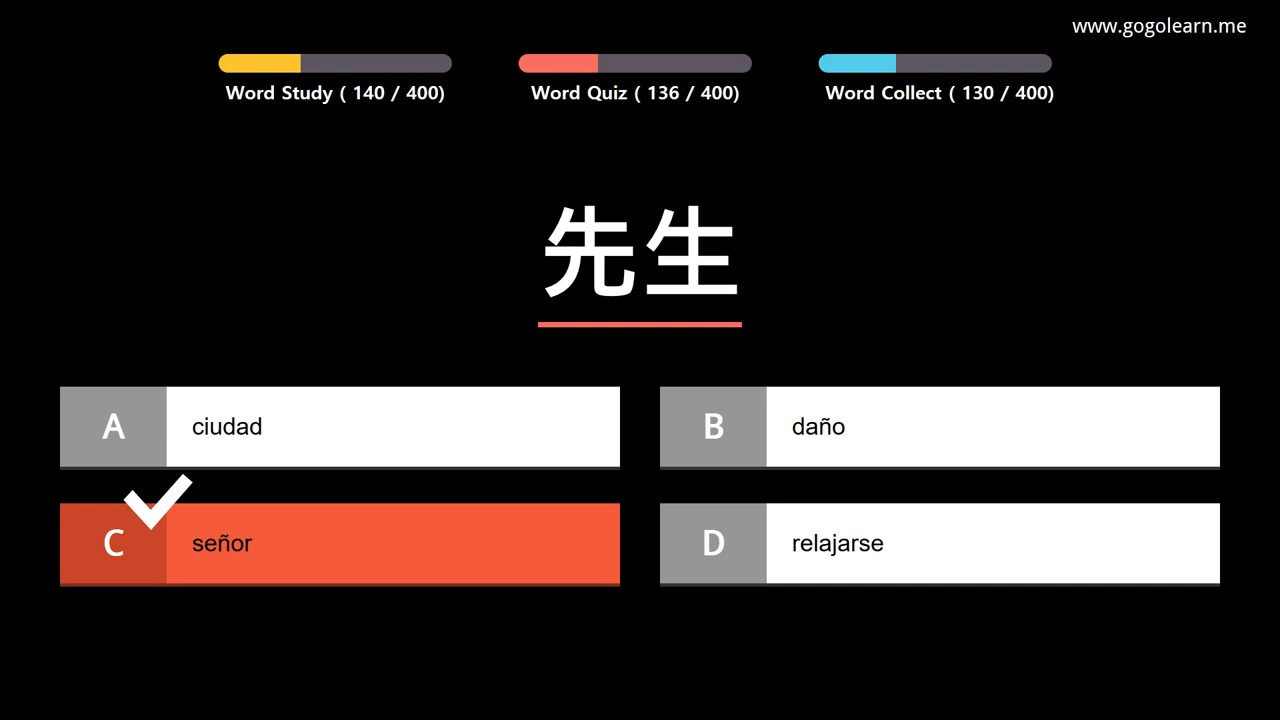 www.gogolearn.me
Word Study ( 140 / 400)
Word Quiz ( 136 / 400)
Word Collect ( 130 / 400)
先生
A ciudad
B daño
C señor
D relajarse